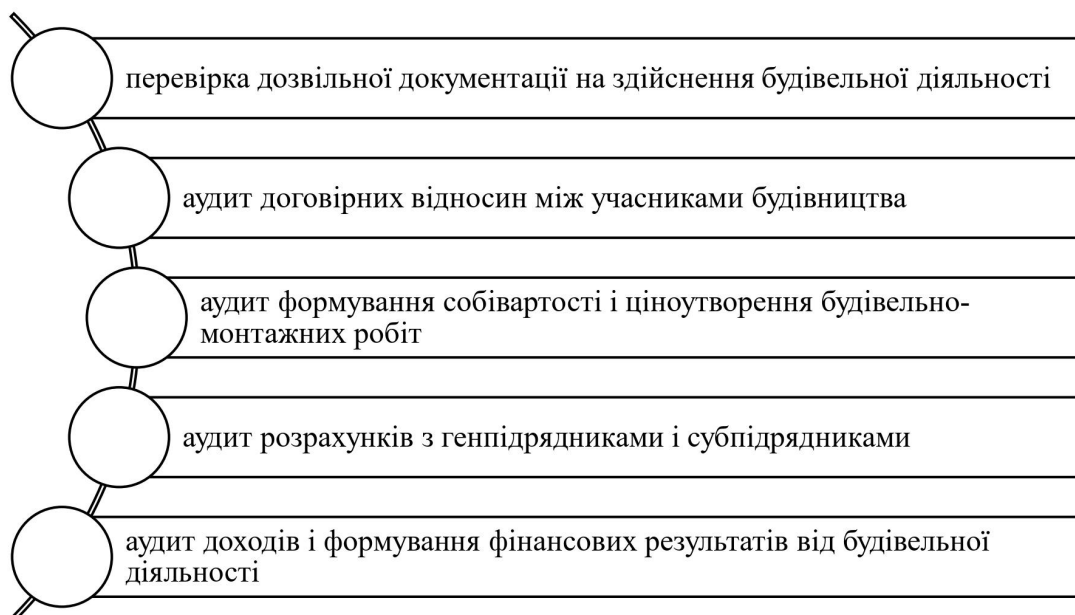 перевірка дозвільної документації на здійснення будівельної діяльності
аудит договірних відносин між учасниками будівництва
аудит формування собівартості і ціноутворення будівельно-
монтажних робіт
аудит розрахунків з генпідрядниками і субпідрядниками
аудит доходів і формування фінансових результатів від будівельної
діяльності